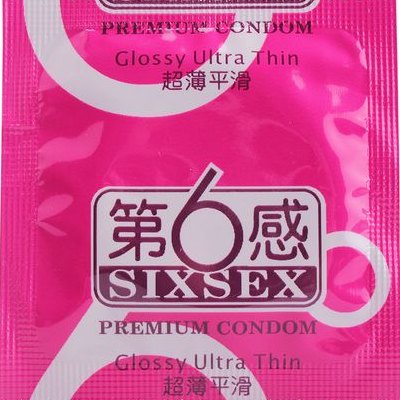 PREMIUM CONDOM
Glossy Ultra Thin
超薄平滑
第6感
SIXSEX
PREMIUM CONDOM
Glossy Ultra Thin
超薄平滑